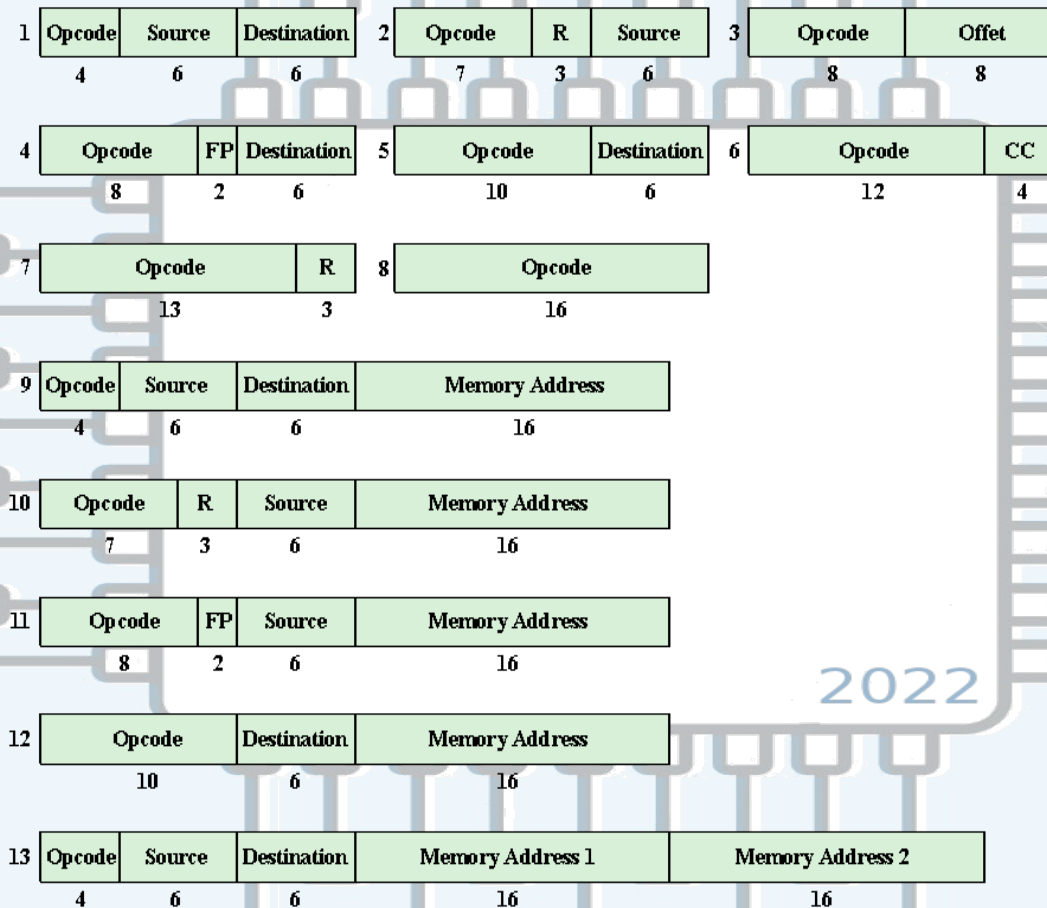 1 Opcode Source Destination 2 Opcode R Source 3 Opcode Offet
4 6 6 7 3 6 8 8
4 Opcode FP Destination 5 Opcode Destination 6 Opcode CC
8 2 6 10 6 12 4
7 Opcode R 8 Opcode
13 3 16
9 Opcode Source Destination Memory Address
4 6 6 16
10 Opcode R Source Memory Address
7 3 6 16
11 Opcode FP Source Memory Address
8 2 6 16
2022
12 Opcode Destination Memory Address
10 6 16
13 Opcode Source Destination Memory Address 1 Memory Address 2
4 6 6 16 16